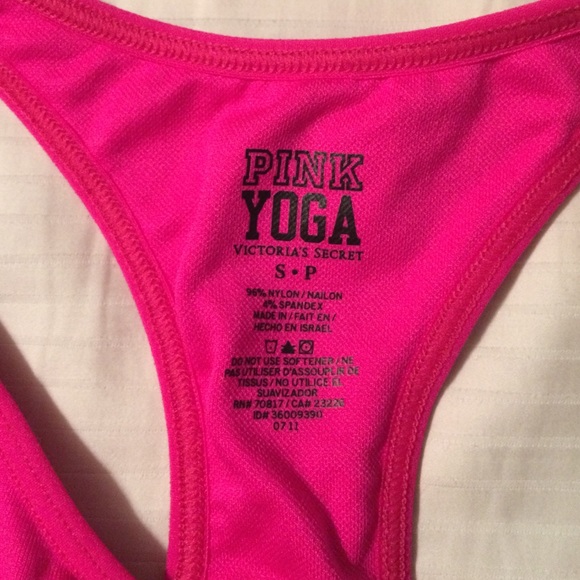 PINK
YOGA
VICTORIA'S SECRET
S • P
96% NYLON / NAILON
4% SPANDEX
MADE IN / FAIT EN /
HECHO EN ISRAEL
DO NOT USE SOFTENER / NE
PAS UTILISER D'ASSOUPLIR DE
TISSUS / NO UTILICE EL
SUAVIZADOR
RN# 70817 / CA# 23226
ID# 36009390
07 11